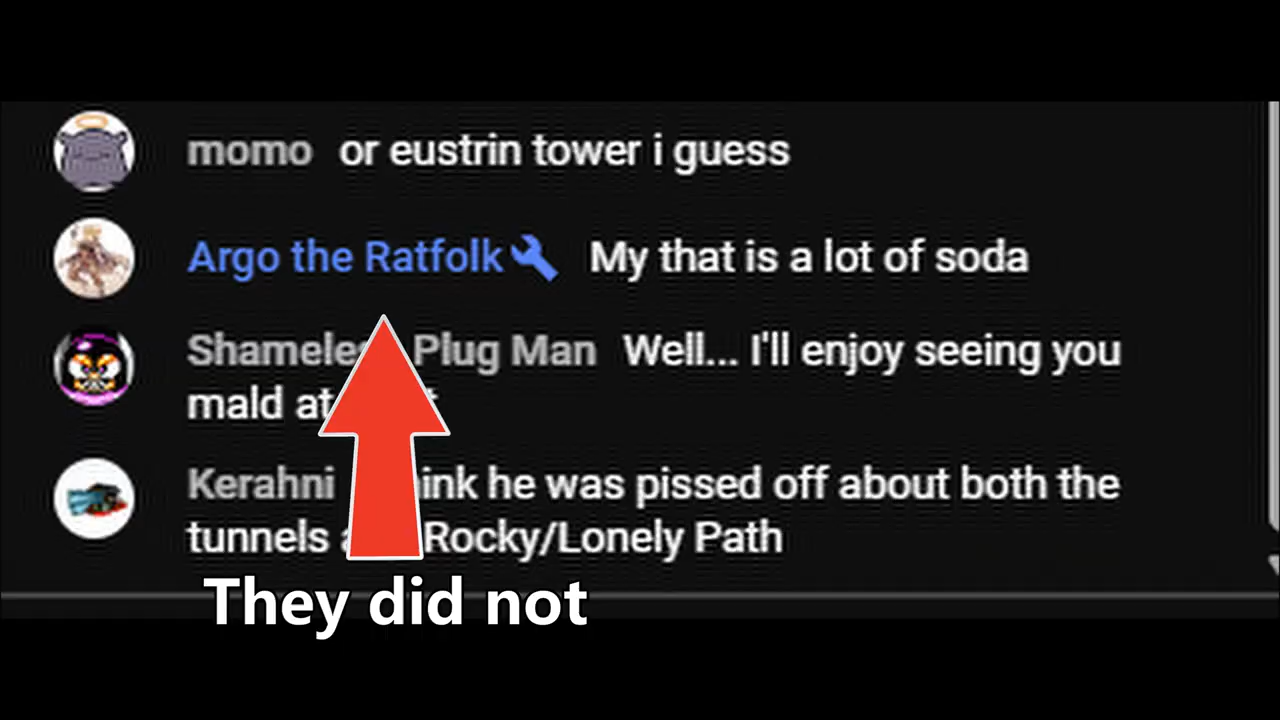 momo or eustrin tower i guess
Argo the Ratfolk My that is a lot of soda
Plug Man Well... I'll enjoy seeing you
mald at
Kerahni he was pissed off about both the
tunnels Rocky/Lonely Path
They did not